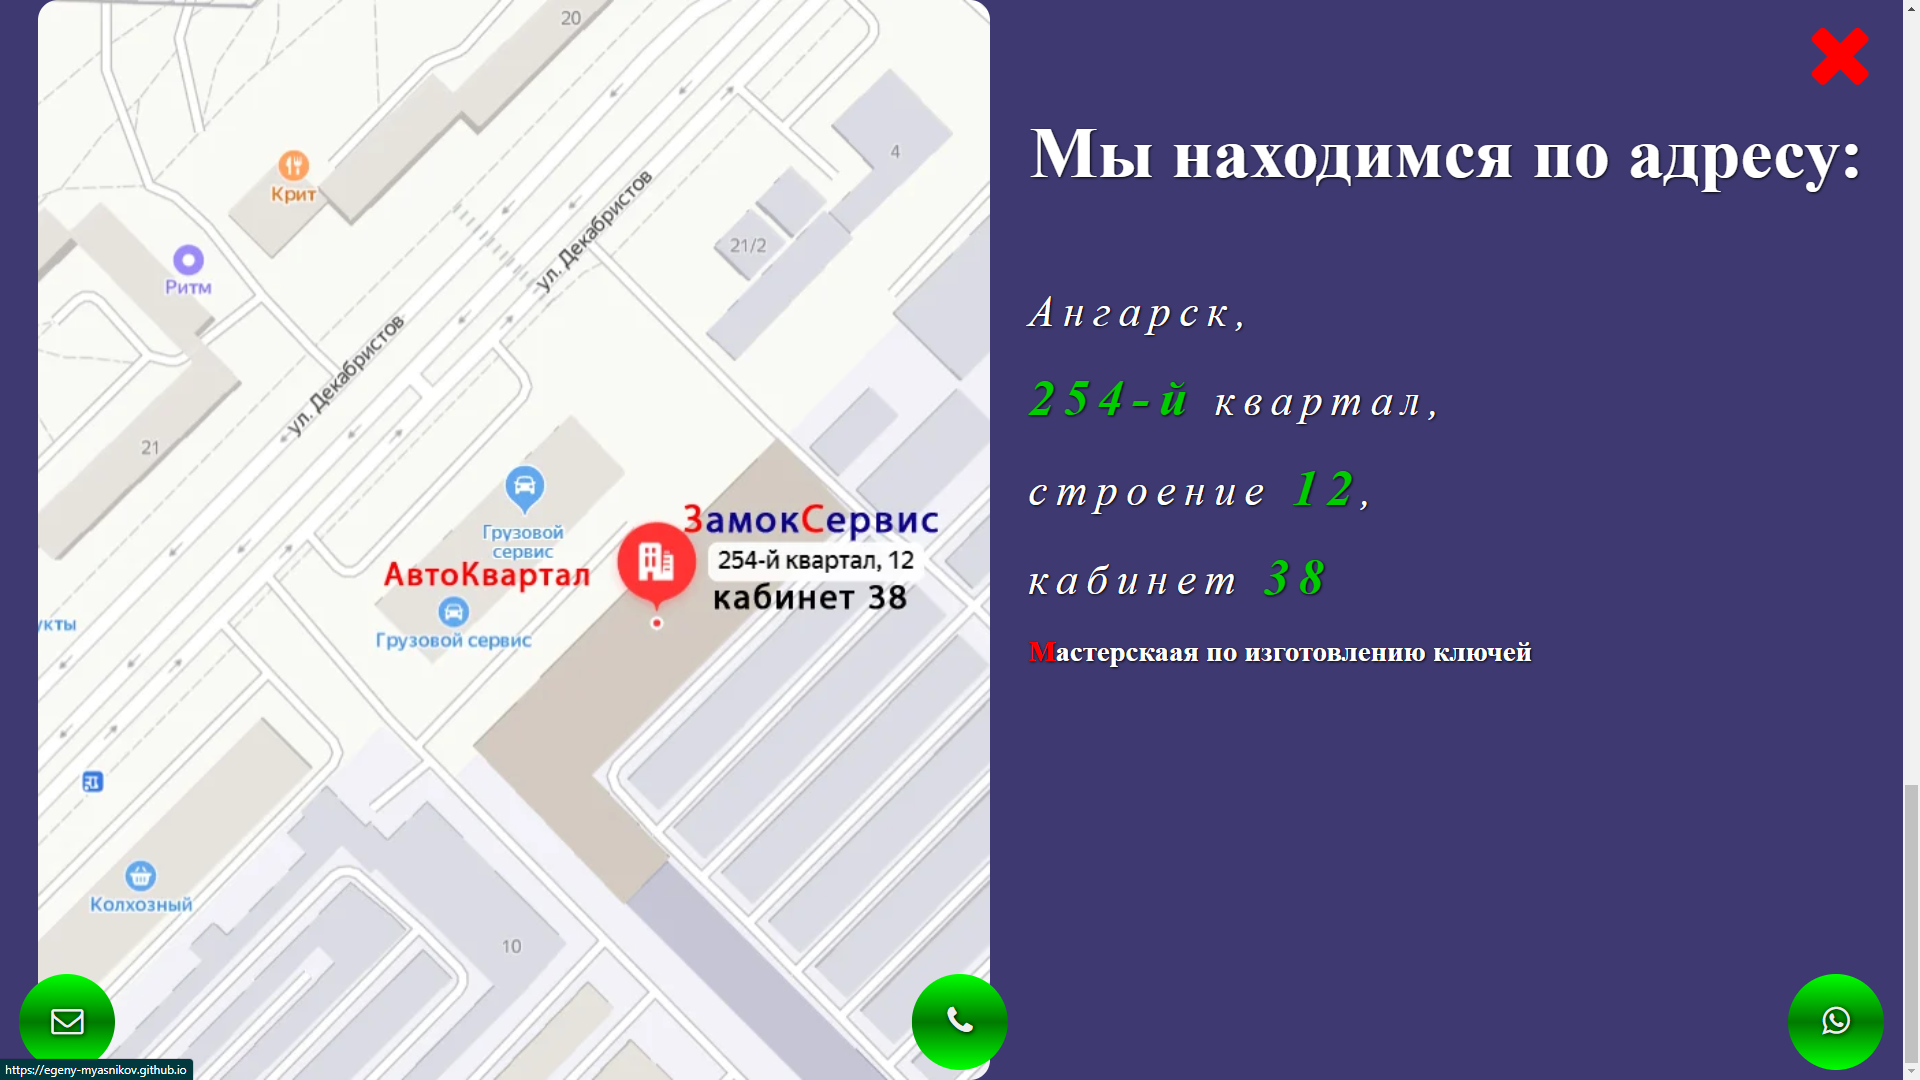 20
4
Крит
ул. Декабристов
21/2
Ритм
ул. Декабристов
21
Грузовой
сервис
ЗамокСервис
254-й квартал, 12
кабинет 38
АвтоКвартал
Грузовой сервис
укты
Колхозный
10
Мы находимся по адресу:
Ангарск,
254-й квартал,
строение 12,
кабинет 38
Мастерскаая по изготовлению ключей
https://egeny-myasnikov.github.io